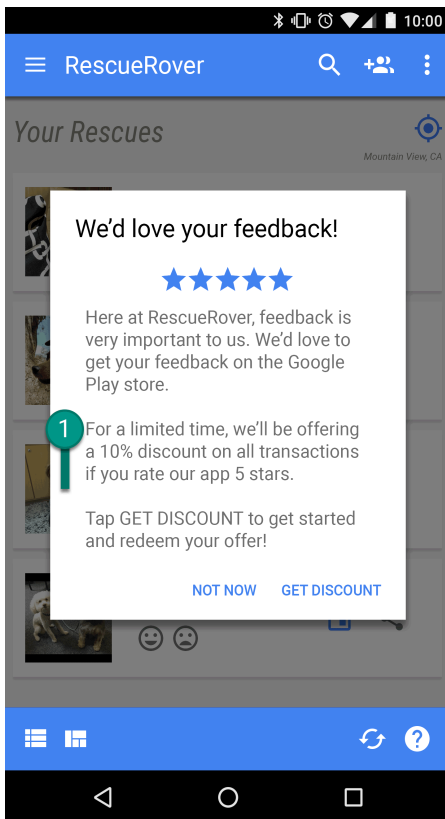 10:00
RescueRover
Your Rescues
Mountain View, CA
We’d love your feedback!
Here at RescueRover, feedback is
very important to us. We’d love to
get your feedback on the Google
Play store.
1
For a limited time, we’ll be offering
a 10% discount on all transactions
if you rate our app 5 stars.
Tap GET DISCOUNT to get started
and redeem your offer!
NOT NOW GET DISCOUNT